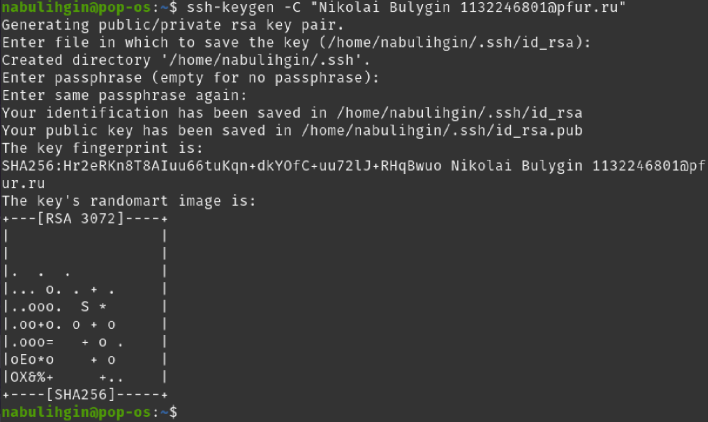 nabulihgin@pop-os:~$ ssh-keygen -C "Nikolai Bulygin 1132246801@pfur.ru"
Generating public/private rsa key pair.
Enter file in which to save the key (/home/nabulihgin/.ssh/id_rsa):
Created directory '/home/nabulihgin/.ssh'.
Enter passphrase (empty for no passphrase):
Enter same passphrase again:
Your identification has been saved in /home/nabulihgin/.ssh/id_rsa
Your public key has been saved in /home/nabulihgin/.ssh/id_rsa.pub
The key fingerprint is:
SHA256:Hr2eRKn8T8AIuu66tuKqn+dkYOfC+uu72lJ+RHqBwuo Nikolai Bulygin 1132246801@pf
ur.ru
The key's randomart image is:
+---[RSA 3072]----+
|                 |
|                 |
|.  .  .          |
|... o. . + .     |
|..ooo.  S *      |
|.oo+o. o + o     |
|.ooo=   + o .    |
|oEo*o    + o     |
|OX&%+     +..    |
+----[SHA256]-----+
nabulihgin@pop-os:~$